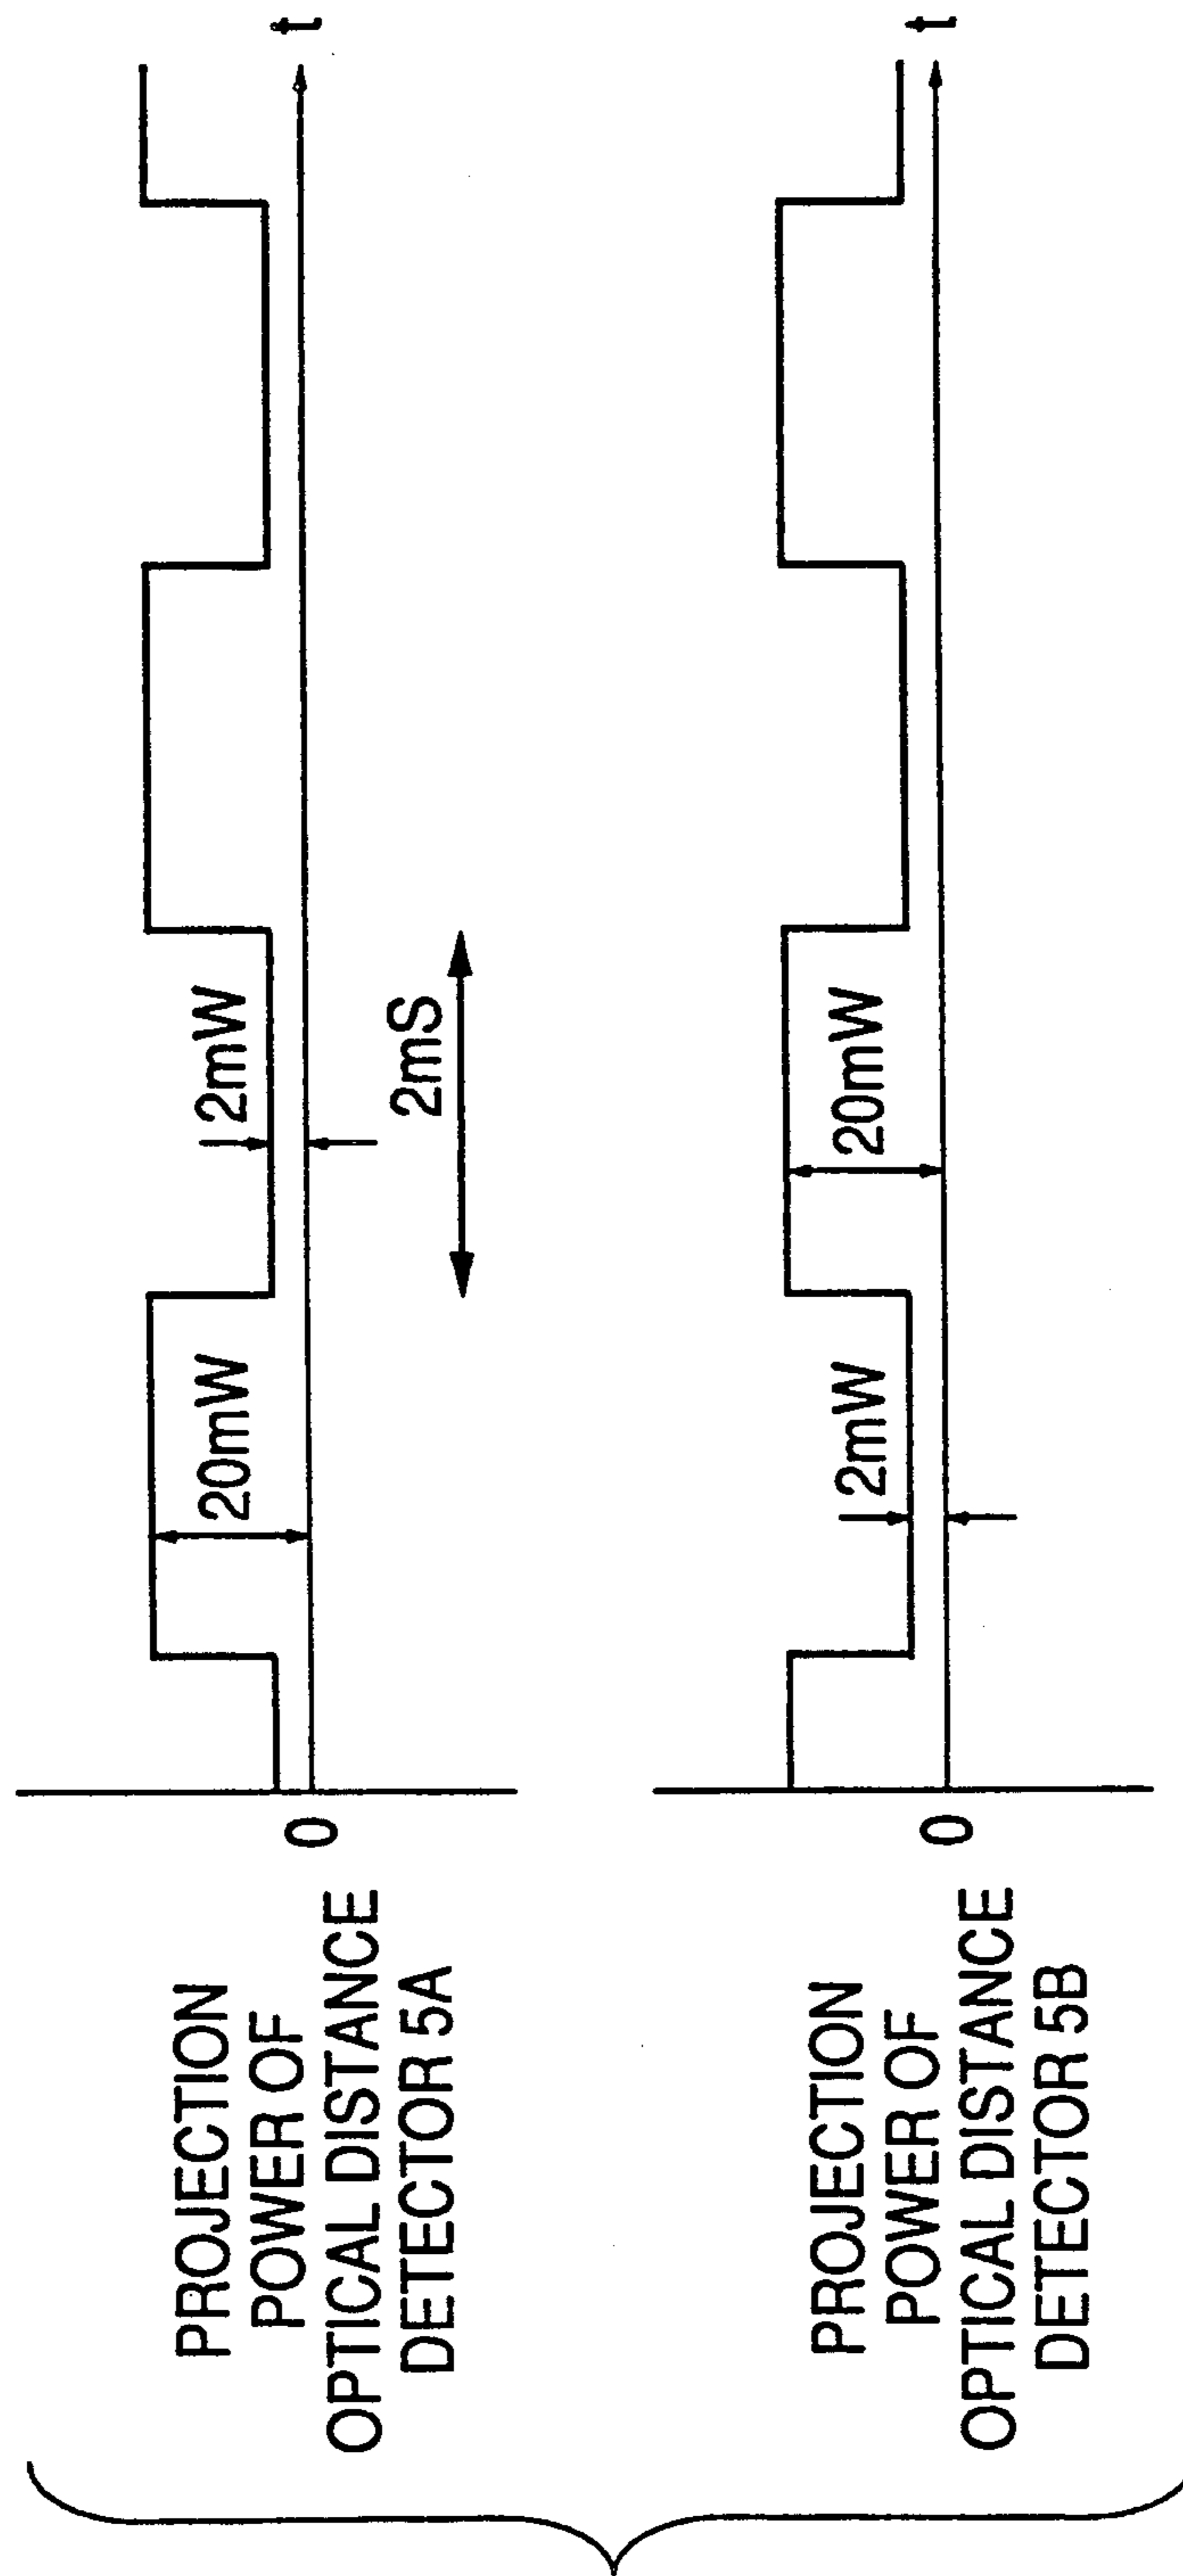 PROJECTION
POWER OF
OPTICAL DISTANCE
DETECTOR 5A
0
20mW
2mW
2mS
t
PROJECTION
POWER OF
OPTICAL DISTANCE
DETECTOR 5B
0
2mW
20mW
t